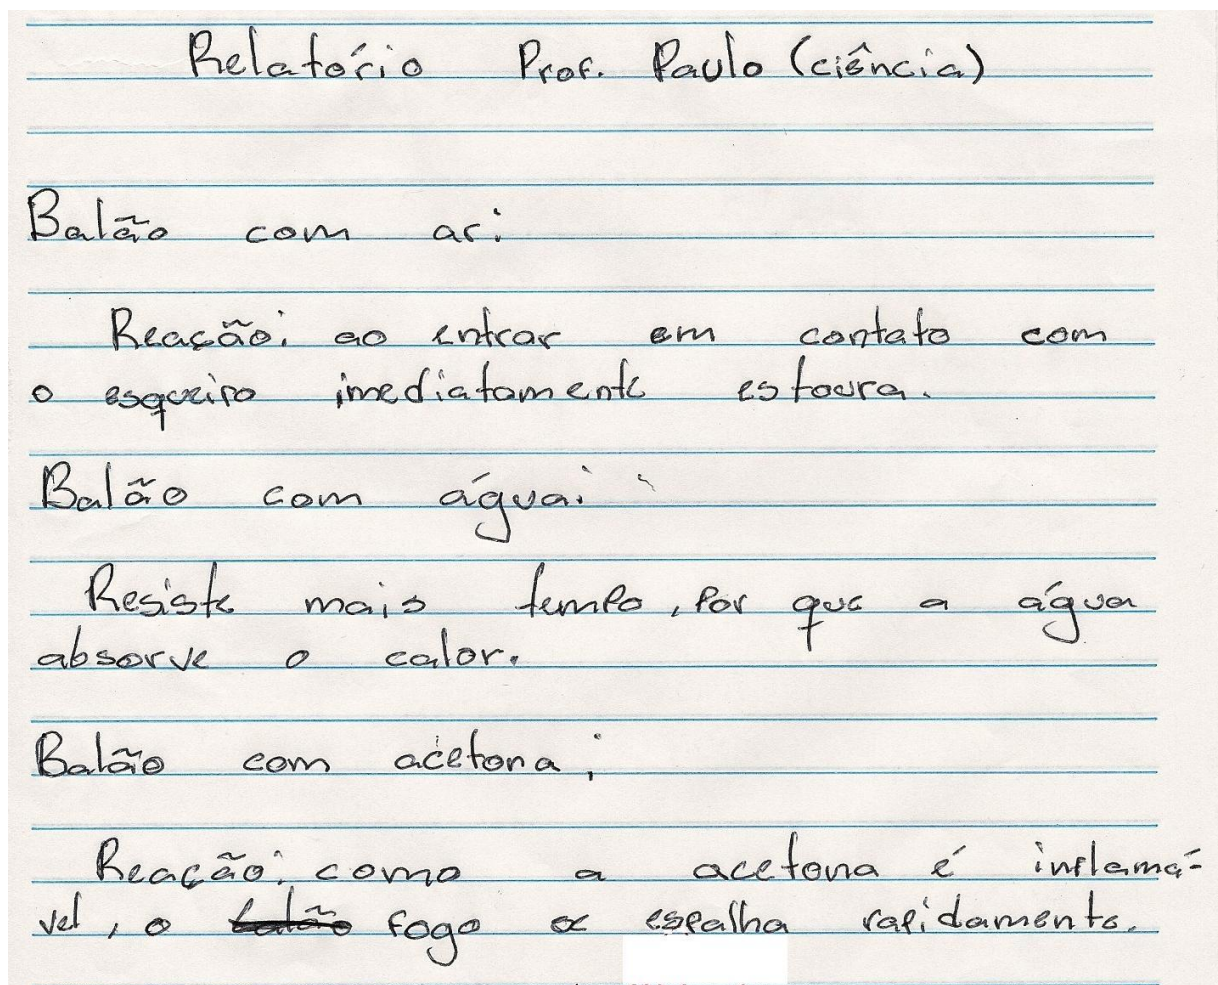 Relatório Prof. Paulo (ciência)
Balão com ar:
Reação: ao entrar em contato com
o esqueiro imediatamente estoura.
Balão com água:
Resiste mais tempo, por que a água
absorve o calor.
Balão com acetona:
Reação: como a acetona é inflamá-
vel, o balão fogo se espalha rapidamente.